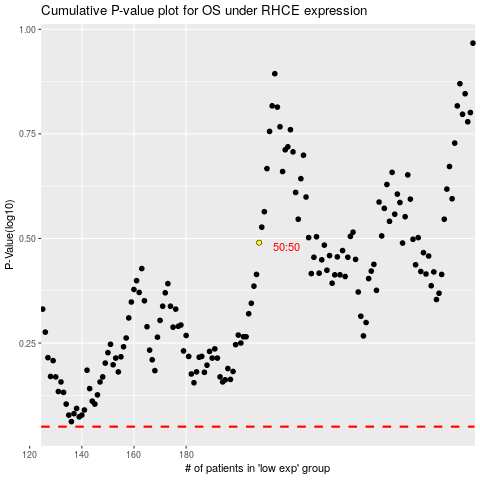 Cumulative P-value plot for OS under RHCE expression
1.00
0.75
0.50
0.25
P-Value(log10)
50:50
120 140 160 180
# of patients in 'low exp' group